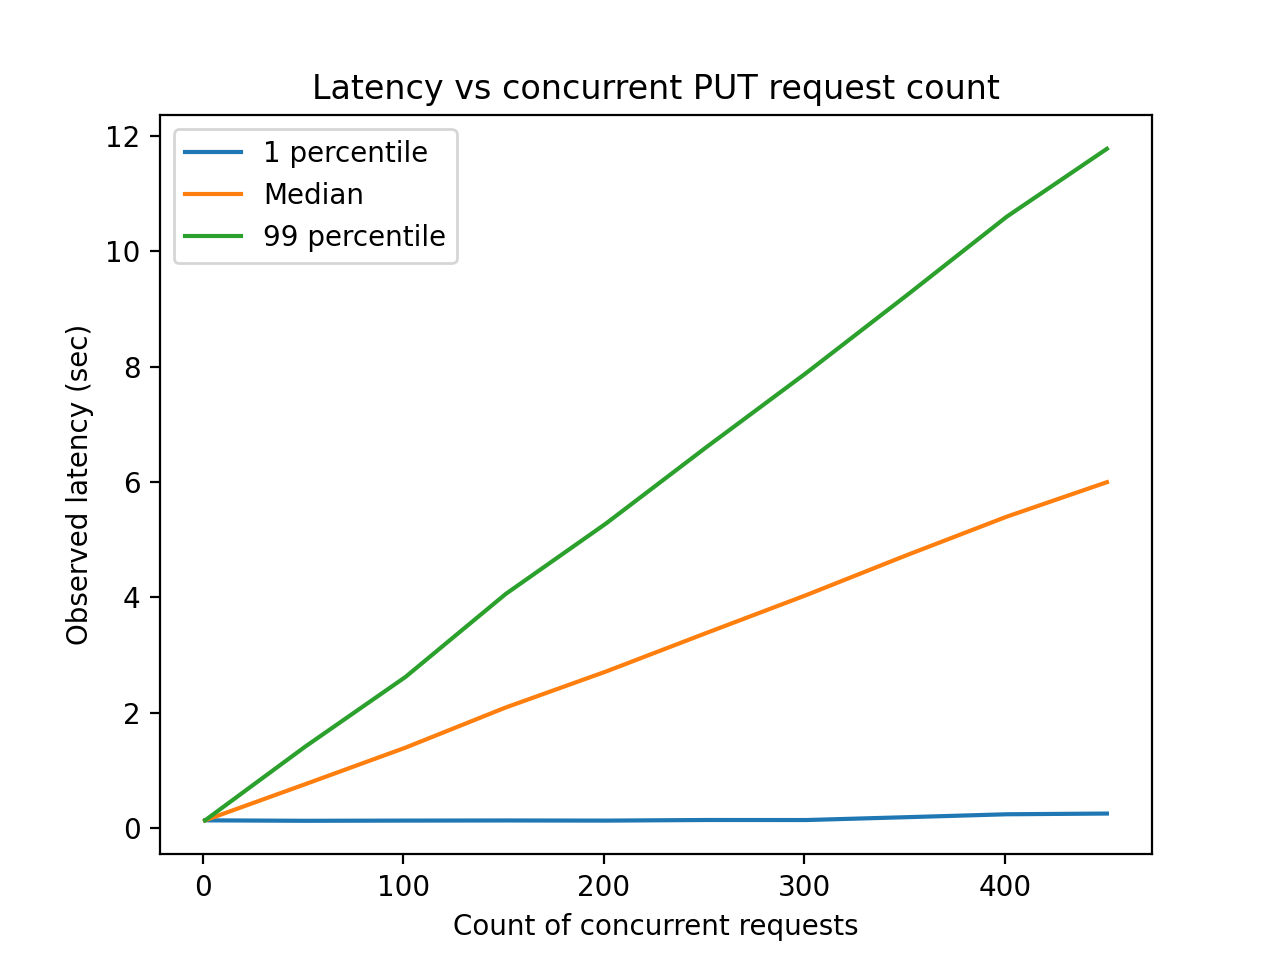 Latency vs concurrent PUT request count
1 percentile
Median
99 percentile
12
10
8
6
4
2
0
Observed latency (sec)
0 100 200 300 400
Count of concurrent requests